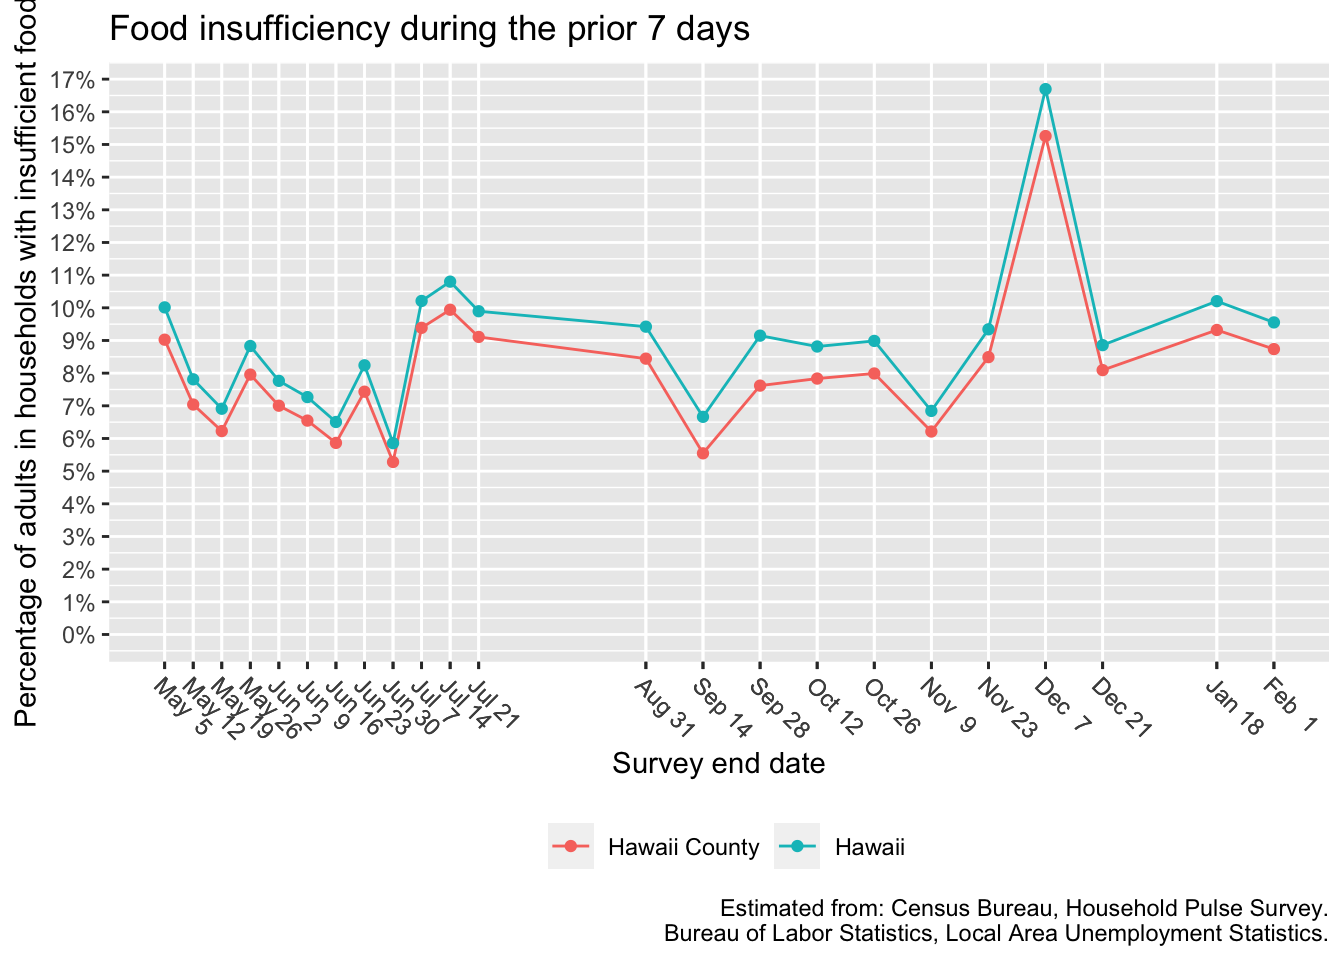 Food insufficiency during the prior 7 days
Percentage of adults in households with insufficient food
17%
16%
15%
14%
13%
12%
11%
10%
9%
8%
7%
6%
5%
4%
3%
2%
1%
0%
May 5
May 12
May 19
May 26
Jun 2
Jun 9
Jun 16
Jun 23
Jun 30
Jul 7
Jul 14
Jul 21
Aug 31
Sep 14
Sep 28
Oct 12
Oct 26
Nov 9
Nov 23
Dec 7
Dec 21
Jan 18
Feb 1
Survey end date
Hawaii County
Hawaii
Estimated from: Census Bureau, Household Pulse Survey.
Bureau of Labor Statistics, Local Area Unemployment Statistics.